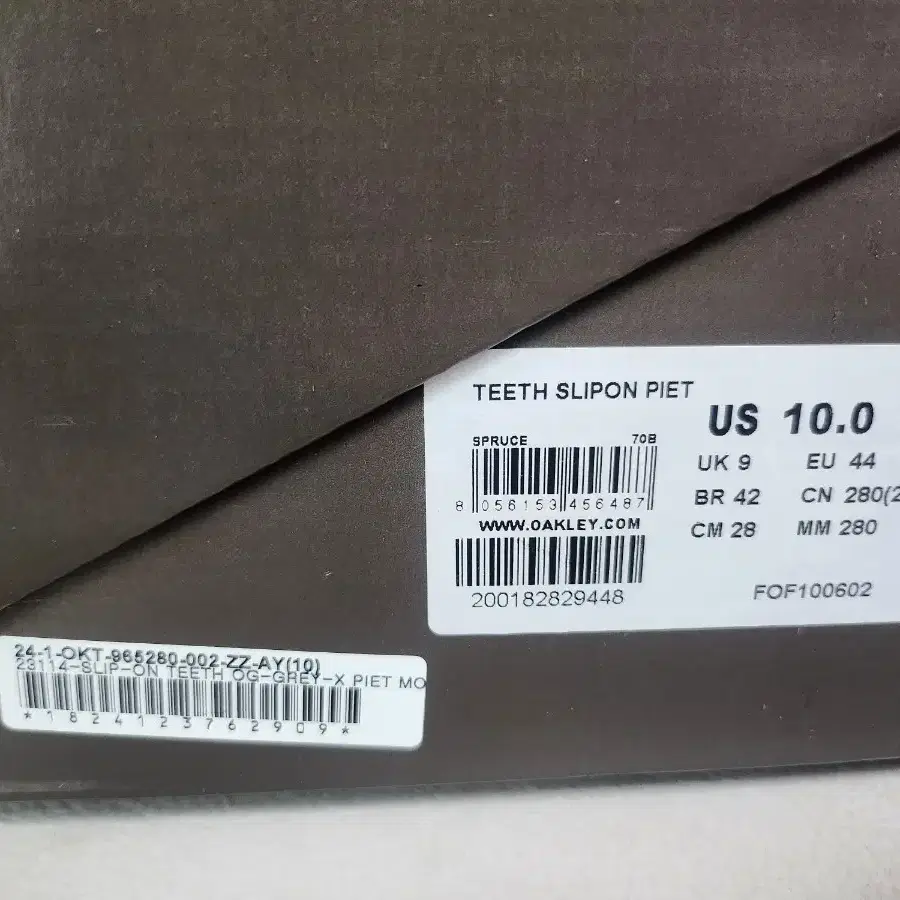 TEETH SLIPON PIET
US 10.0
SPRUCE 70B
UK 9 EU 44
8 056153 456487
BR 42 CN 280(2
WWW.OAKLEY.COM
CM 28 MM 280
200182829448
FOF100602
24-1-OKT-965280-002-ZZ-AY(10)
23114-SLIP-ON TEETH OG-GREY-X PIET MO
*1824123762909*